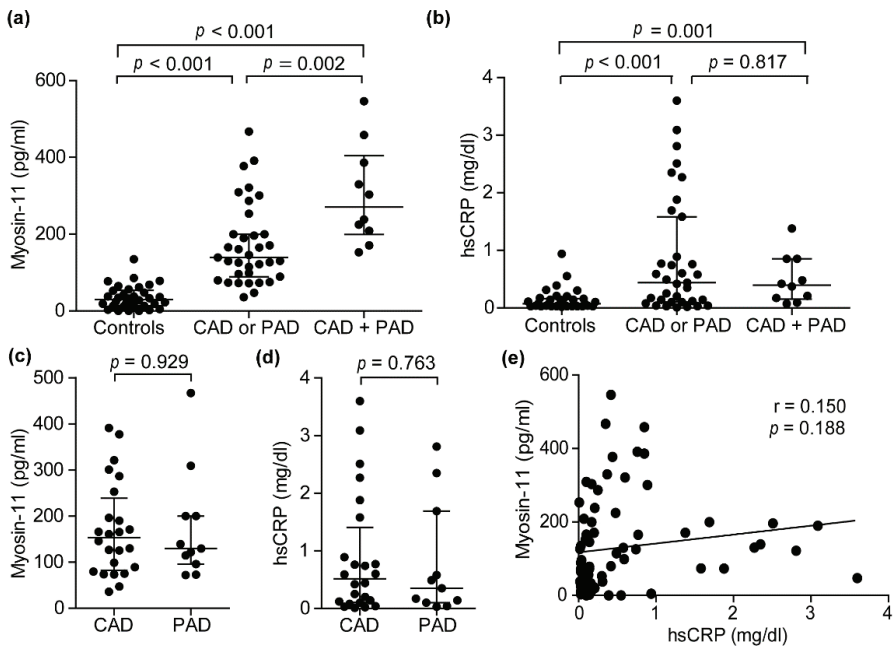 (a)
p < 0.001
p < 0.001
p = 0.002
Myosin-11 (pg/ml)
600
400
200
0
Controls
CAD or PAD
CAD + PAD
(b)
p = 0.001
p < 0.001
p = 0.817
hsCRP (mg/dl)
4
2
0
Controls
CAD or PAD
CAD + PAD
(c)
p = 0.929
Myosin-11 (pg/ml)
500
400
300
200
100
0
CAD
PAD
(d)
p = 0.763
hsCRP (mg/dl)
4
3
2
1
0
CAD
PAD
(e)
r = 0.150
p = 0.188
Myosin-11 (pg/ml)
600
400
200
0
0
1
2
3
4
hsCRP (mg/dl)